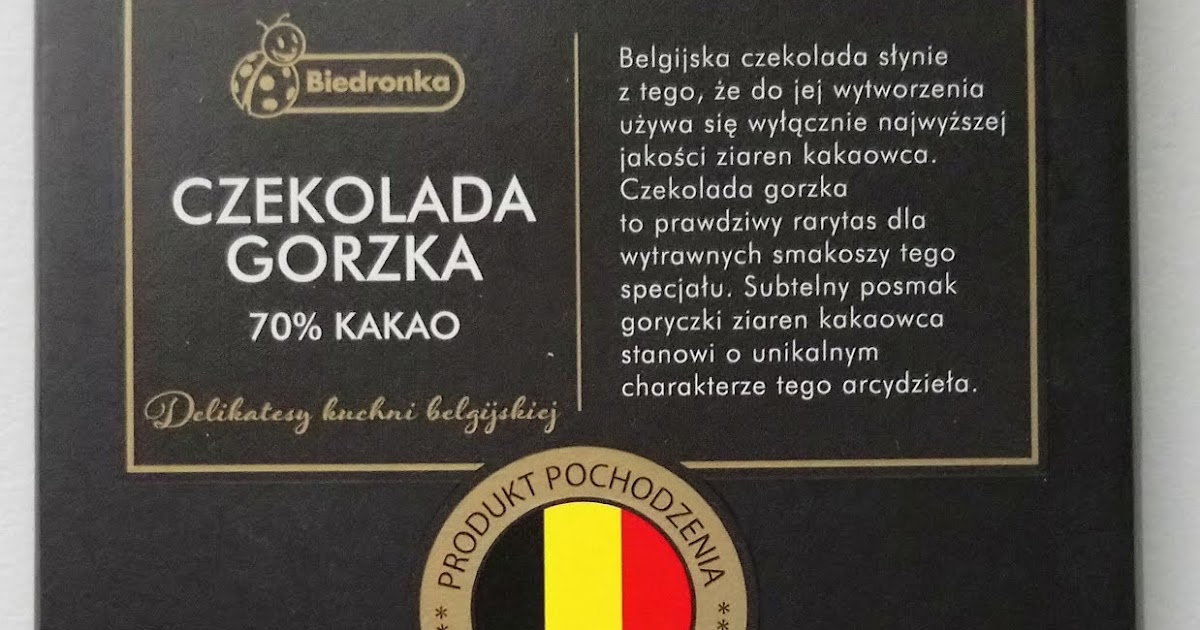 Biedronka
CZEKOLADA
GORZKA
70% KAKAO
Delikatesy kuchni belgijskiej
Belgijska czekolada słynie
z tego, że do jej wytworzenia
używa się wyłącznie najwyższej
jakości ziaren kakaowca.
Czekolada gorzka
to prawdziwy rarytas dla
wytrawnych smakoszy tego
specjału. Subtelny posmak
goryczki ziaren kakaowca
stanowi o unikalnym
charakterze tego arcydzieła.
PRODUKT POCHODZENIA